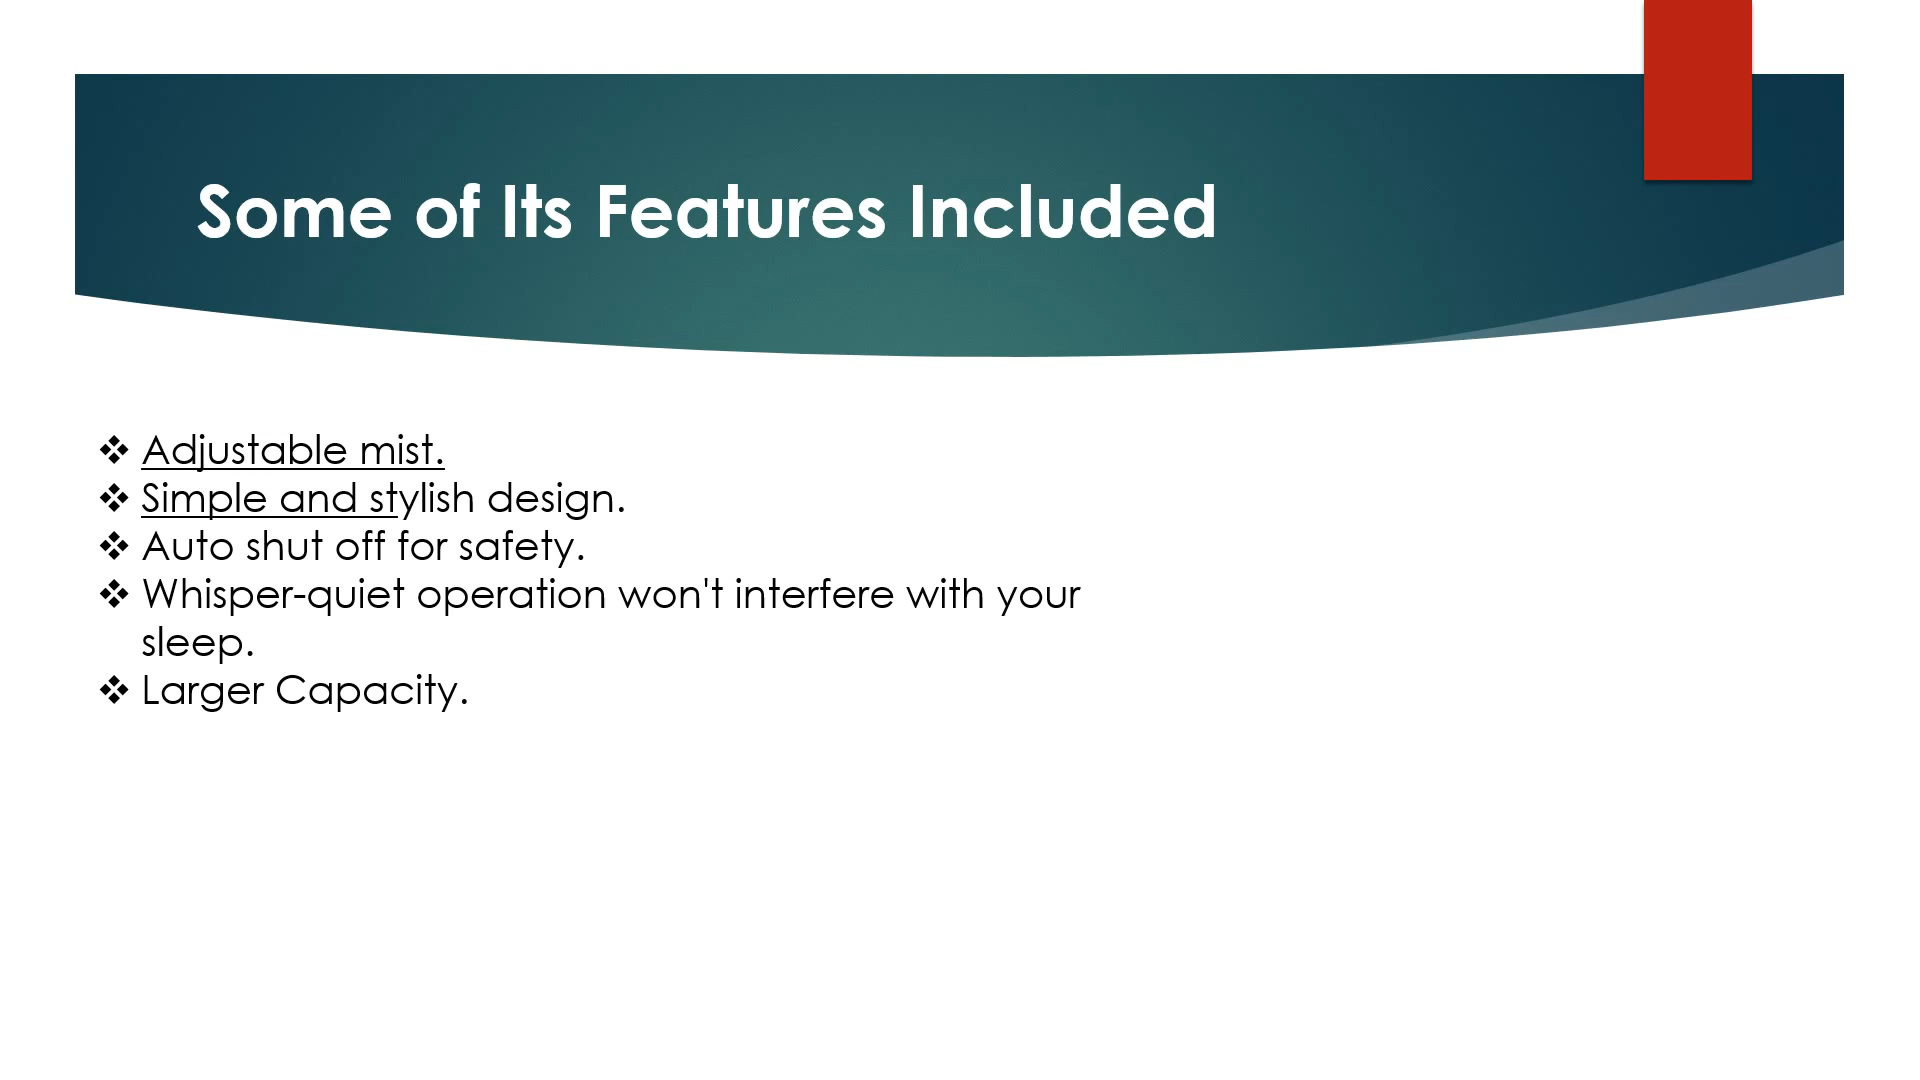 Some of Its Features Included
❖ Adjustable mist.
❖ Simple and stylish design.
❖ Auto shut off for safety.
❖ Whisper-quiet operation won't interfere with your
sleep.
❖ Larger Capacity.